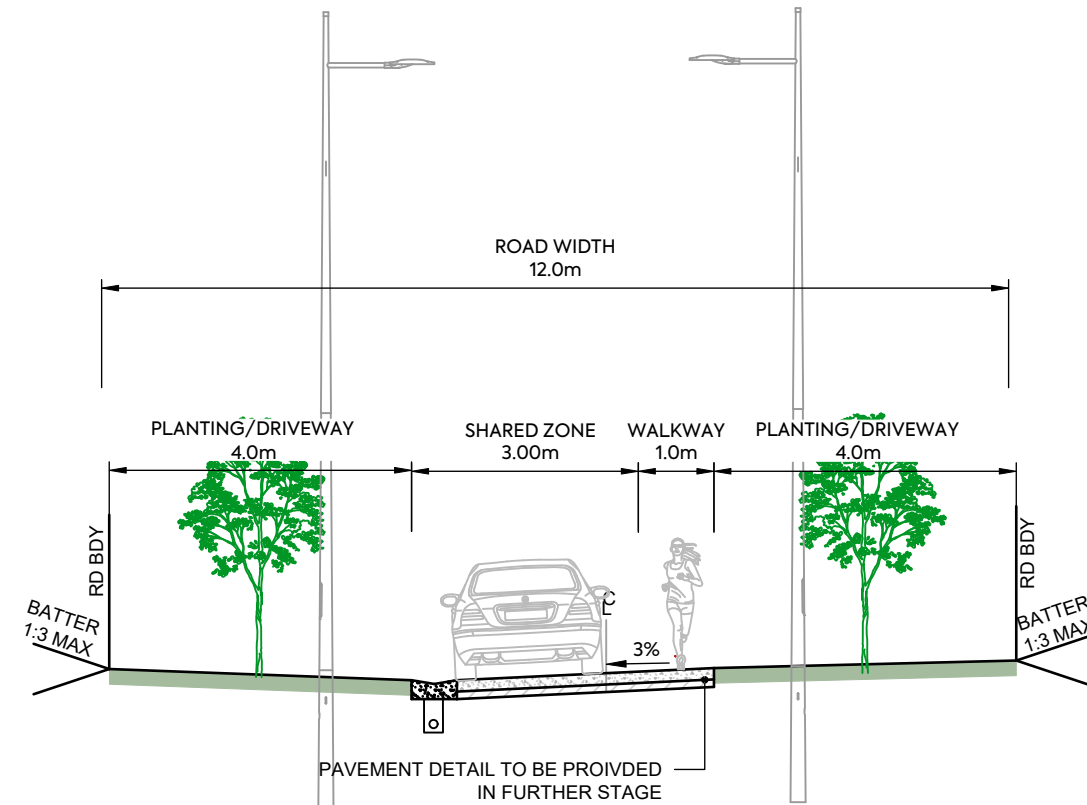 ROAD WIDTH
12.0m
PLANTING/DRIVEWAY
4.0m
SHARED ZONE
3.00m
WALKWAY
1.0m
PLANTING/DRIVEWAY
4.0m
RD BDY
BATTER
1:3 MAX
CL
3%
RD BDY
BATTER
1:3 MAX
PAVEMENT DETAIL TO BE PROIVDED
IN FURTHER STAGE